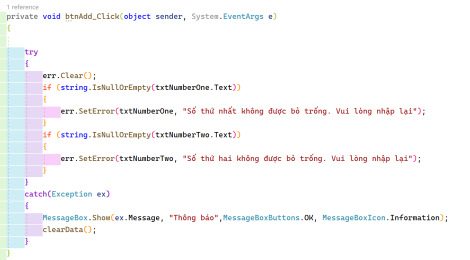 1 reference
private void btnAdd_Click(object sender, System.EventArgs e)
{
try
{
err.Clear();
if (string.IsNullOrEmpty(txtNumberOne.Text))
{
err.SetError(txtNumberOne, "Số thứ nhất không được bỏ trống. Vui lòng nhập lại");
}
if (string.IsNullOrEmpty(txtNumberTwo.Text))
{
err.SetError(txtNumberTwo, "Số thứ hai không được bỏ trống. Vui lòng nhập lại");
}
}
catch(Exception ex)
{
MessageBox.Show(ex.Message, "Thông báo",MessageBoxButtons.OK, MessageBoxIcon.Information);
clearData();
}
}